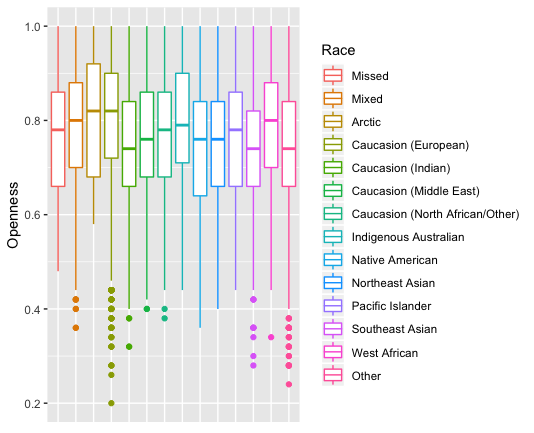 Openness
1.0
0.8
0.6
0.4
0.2
Race
Missed
Mixed
Arctic
Caucasion (European)
Caucasion (Indian)
Caucasion (Middle East)
Caucasion (North African/Other)
Indigenous Australian
Native American
Northeast Asian
Pacific Islander
Southeast Asian
West African
Other